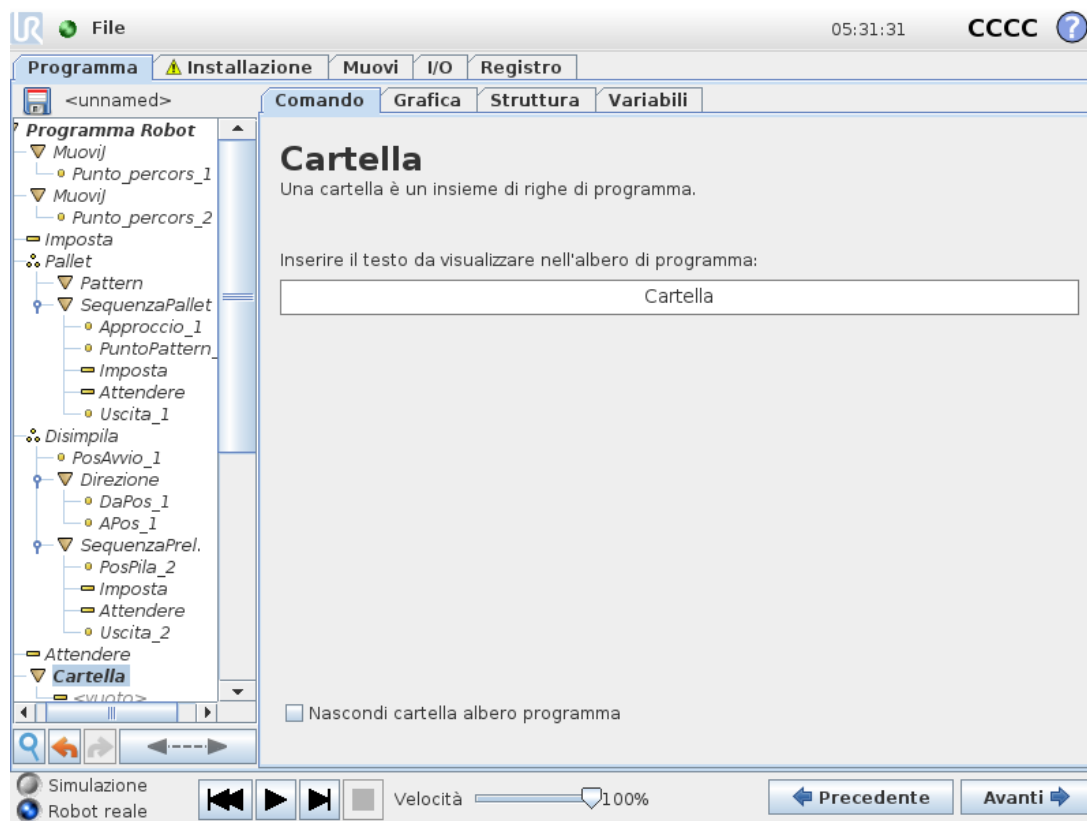 UR File 05:31:31 CCCC ?
Programma Installazione Muovi I/O Registro
<unnamed>
Comando Grafica Struttura Variabili
Programma Robot
MuoviJ
Punto_percors_1
MuoviJ
Punto_percors_2
Imposta
Pallet
Pattern
SequenzaPallet
Approccio_1
PuntoPattern_
Imposta
Attendere
Uscita_1
Disimpila
PosAvvio_1
Direzione
DaPos_1
APos_1
SequenzaPrel.
PosPila_2
Imposta
Attendere
Uscita_2
Attendere
Cartella
<vuoto>
Cartella
Una cartella è un insieme di righe di programma.
Inserire il testo da visualizzare nell'albero di programma:
Cartella
Nascondi cartella albero programma
Simulazione
Robot reale
Velocità 100%
Precedente Avanti